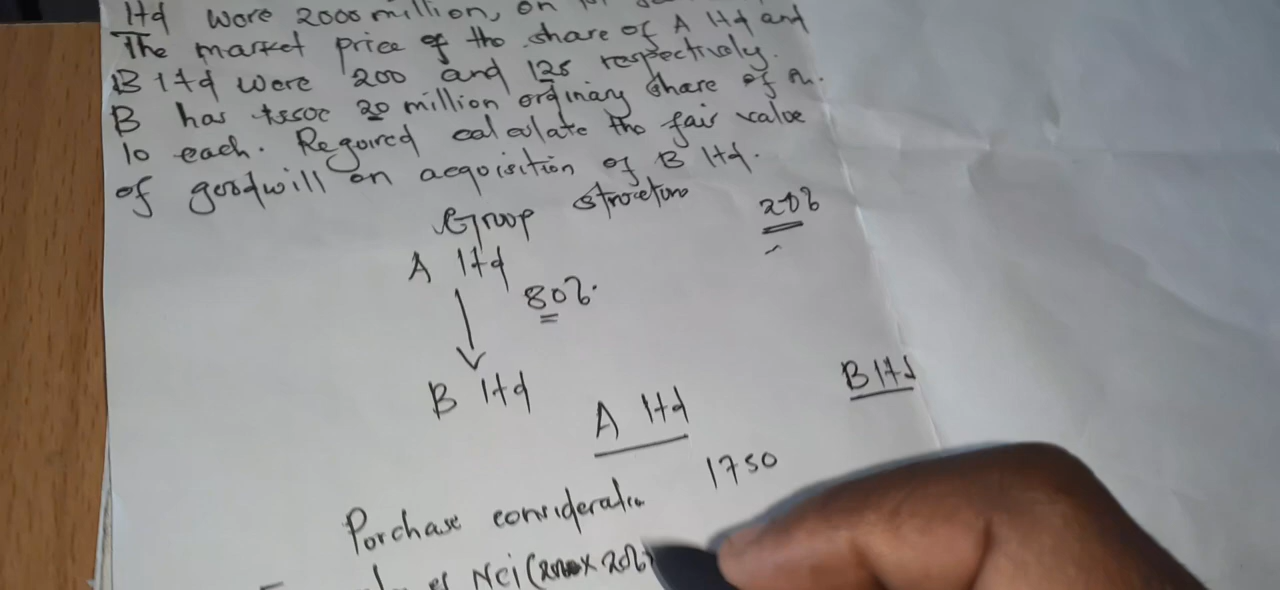 Ltd were 2000 million, on
The market price of the share of A Ltd and
B Ltd were 200 and 125 respectively.
B has 20 million ordinary share of
10 each. Required calculate the fair value
of goodwill on acquisition of B Ltd.
Group structure
20%
A Ltd
80%.
B Ltd
B Ltd
A Ltd
Purchase consideration 1750
of Nci ( x 20%)